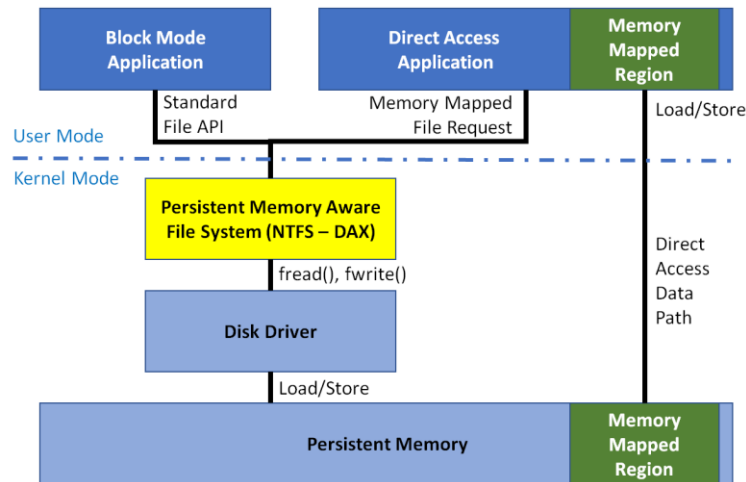 Block Mode
Application
Direct Access
Application
Memory
Mapped
Region
Standard
File API
Memory Mapped
File Request
Load/Store
User Mode
Kernel Mode
Persistent Memory Aware
File System (NTFS – DAX)
fread(), fwrite()
Direct
Access
Data
Path
Disk Driver
Load/Store
Persistent Memory
Memory
Mapped
Region